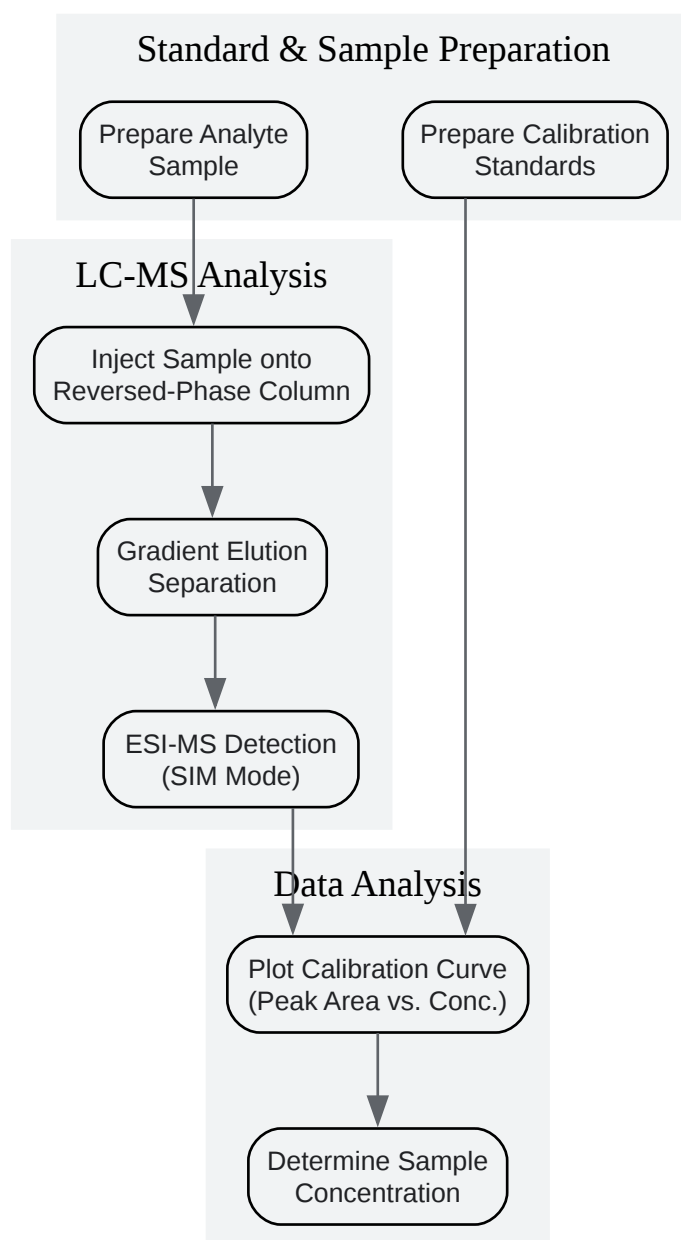 Standard & Sample Preparation
Prepare Analyte
Sample
Prepare Calibration
Standards
LC-MS Analysis
Inject Sample onto
Reversed-Phase Column
Gradient Elution
Separation
ESI-MS Detection
(SIM Mode)
Data Analysis
Plot Calibration Curve
(Peak Area vs. Conc.)
Determine Sample
Concentration